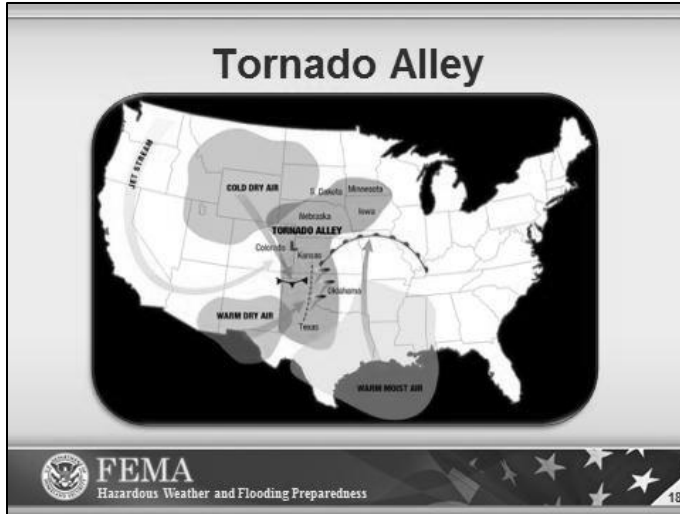 Tornado Alley
JET STREAM
COLD DRY AIR
S. Dakota
Minnesota
Nebraska
Iowa
TORNADO ALLEY
Colorado
L
Kansas
Oklahoma
WARM DRY AIR
Texas
WARM MOIST AIR
FEMA
Hazardous Weather and Flooding Preparedness
18